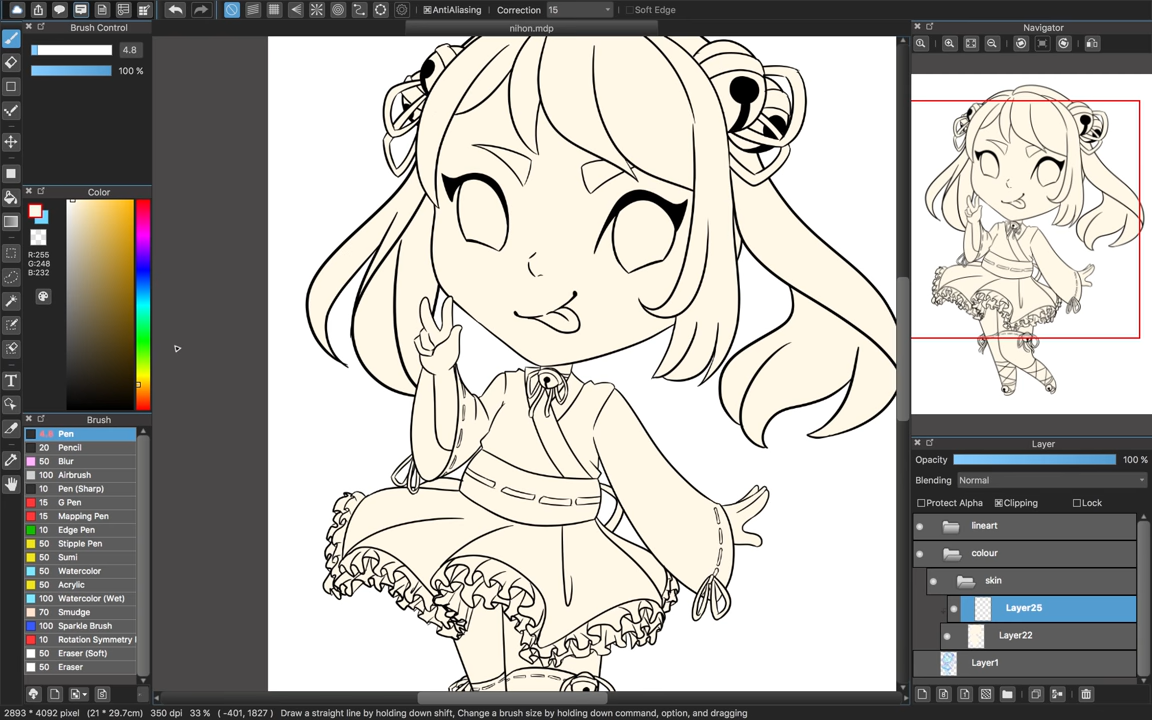 AntiAliasing Correction 15 Soft Edge
nihon.mdp
Brush Control
4.8
100 %
Color
R:255
G:248
B:232
Brush
4.8 Pen
20 Pencil
50 Blur
100 Airbrush
10 Pen (Sharp)
15 G Pen
15 Mapping Pen
10 Edge Pen
50 Stipple Pen
50 Sumi
50 Watercolor
50 Acrylic
100 Watercolor (Wet)
70 Smudge
100 Sparkle Brush
10 Rotation Symmetry
50 Eraser (Soft)
50 Eraser
Navigator
Layer
Opacity 100 %
Blending Normal
Protect Alpha Clipping Lock
lineart
colour
skin
Layer25
Layer22
Layer1
2893 * 4092 pixel (21 * 29.7cm) 350 dpi 33 % ( -401, 1827 ) Draw a straight line by holding down shift, Change a brush size by holding down command, option, and dragging